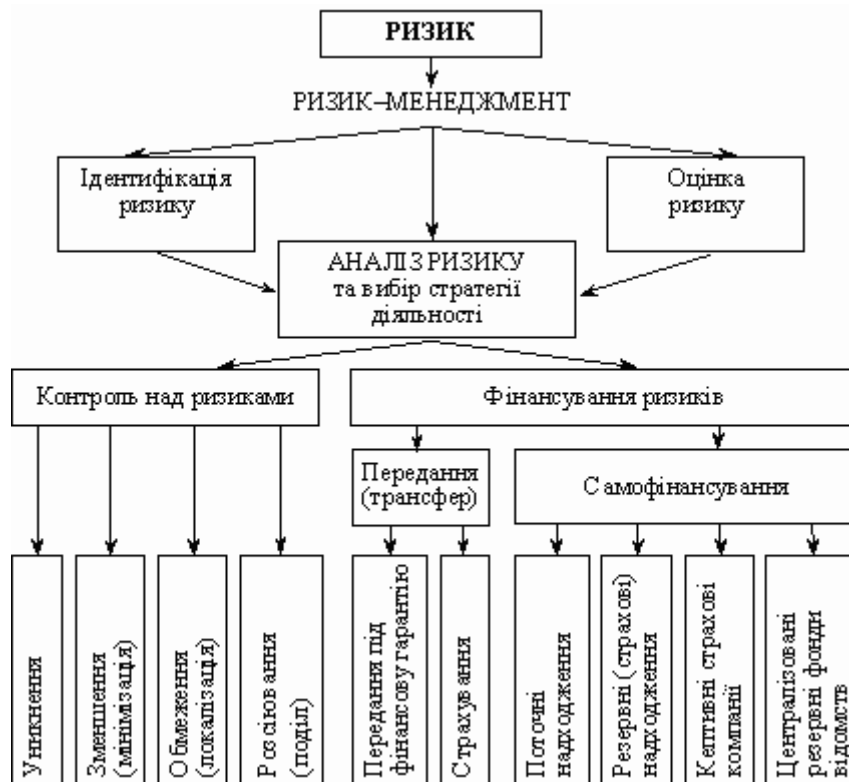 РИЗИК
РИЗИК–МЕНЕДЖМЕНТ
Ідентифікація
ризику
Оцінка
ризику
АНАЛІЗ РИЗИКУ
та вибір стратегії
діяльності
Контроль над ризиками
Фінансування ризиків
Передання
(трансфер)
Самофінансування
Уникнення
Зменшення
(мінімізація)
Обмеження
(локалізація)
Розсіювання
(поділ)
Передання під
фінансову гарантію
Страхування
Поточні
надходження
Резервні (страхові)
надходження
Кептивні страхові
компанії
Централізовані
резервні фонди
відомств